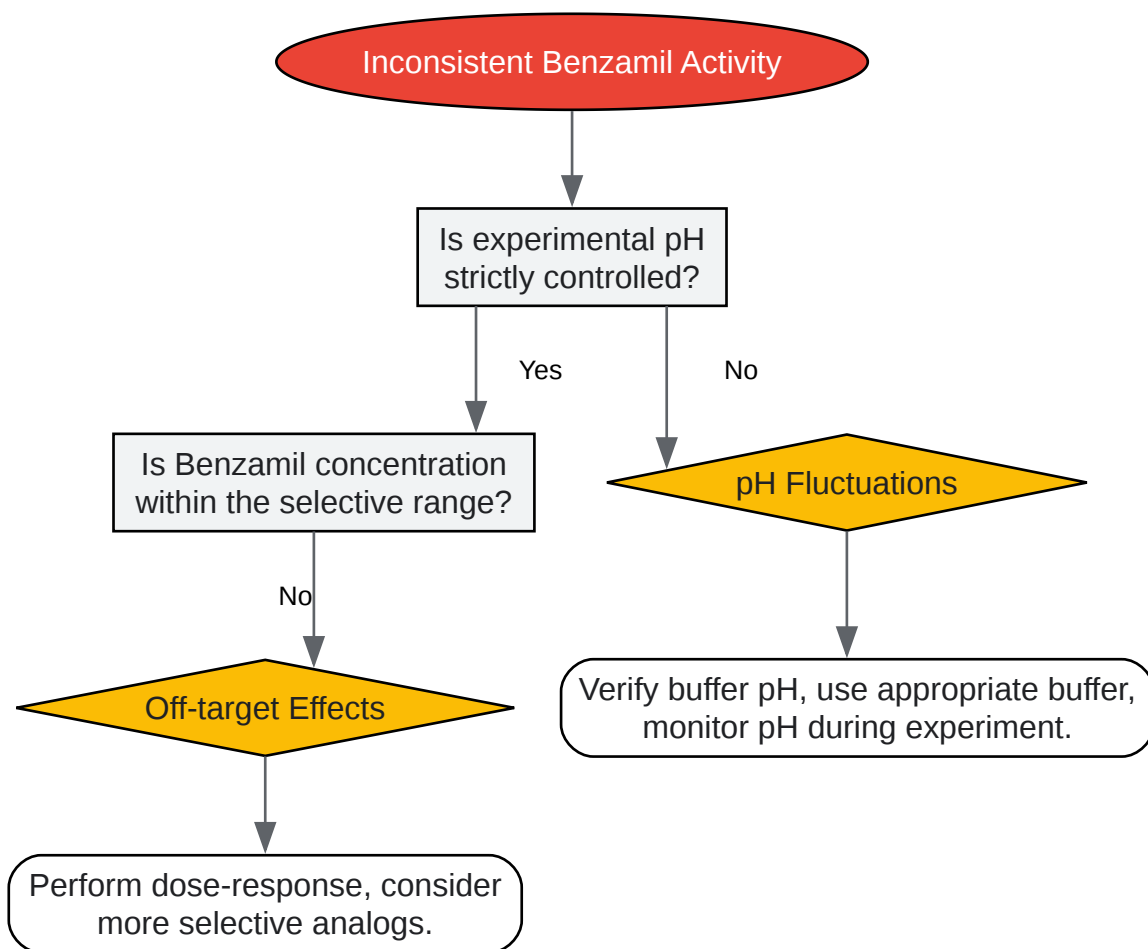 Inconsistent Benzamil Activity
Is experimental pH
strictly controlled?
Yes
No
Is Benzamil concentration
within the selective range?
pH Fluctuations
No
Off-target Effects
Verify buffer pH, use appropriate buffer,
monitor pH during experiment.
Perform dose-response, consider
more selective analogs.